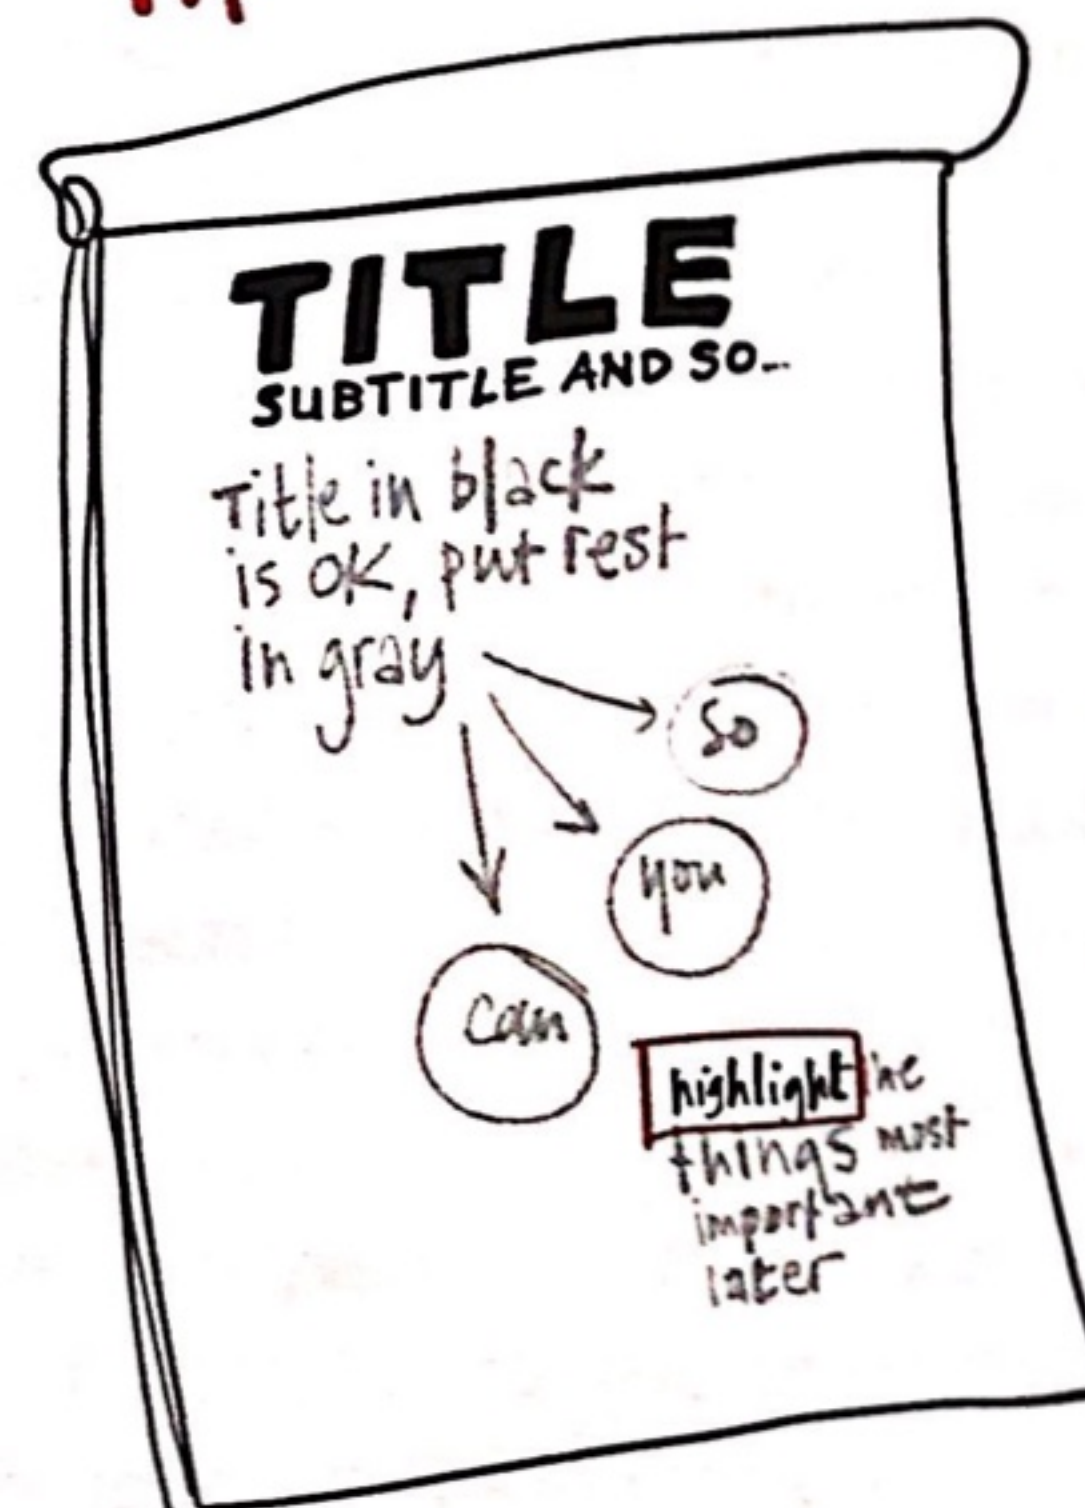 TITLE
SUBTITLE AND SO...
Title in black
is OK, put rest
in gray
So
you
can
highlight the
things most
important
later